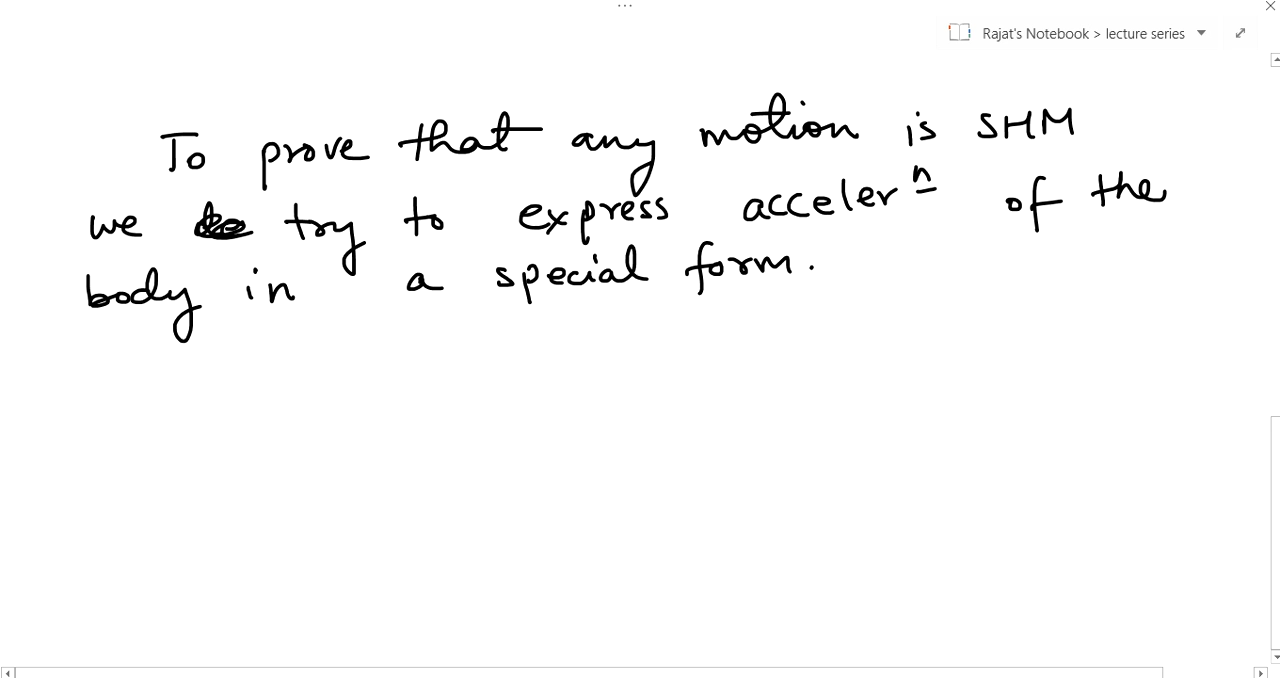 Rajat's Notebook > lecture series
To prove that any motion is SHM
we try to express accelerⁿ of the
body in a special form.